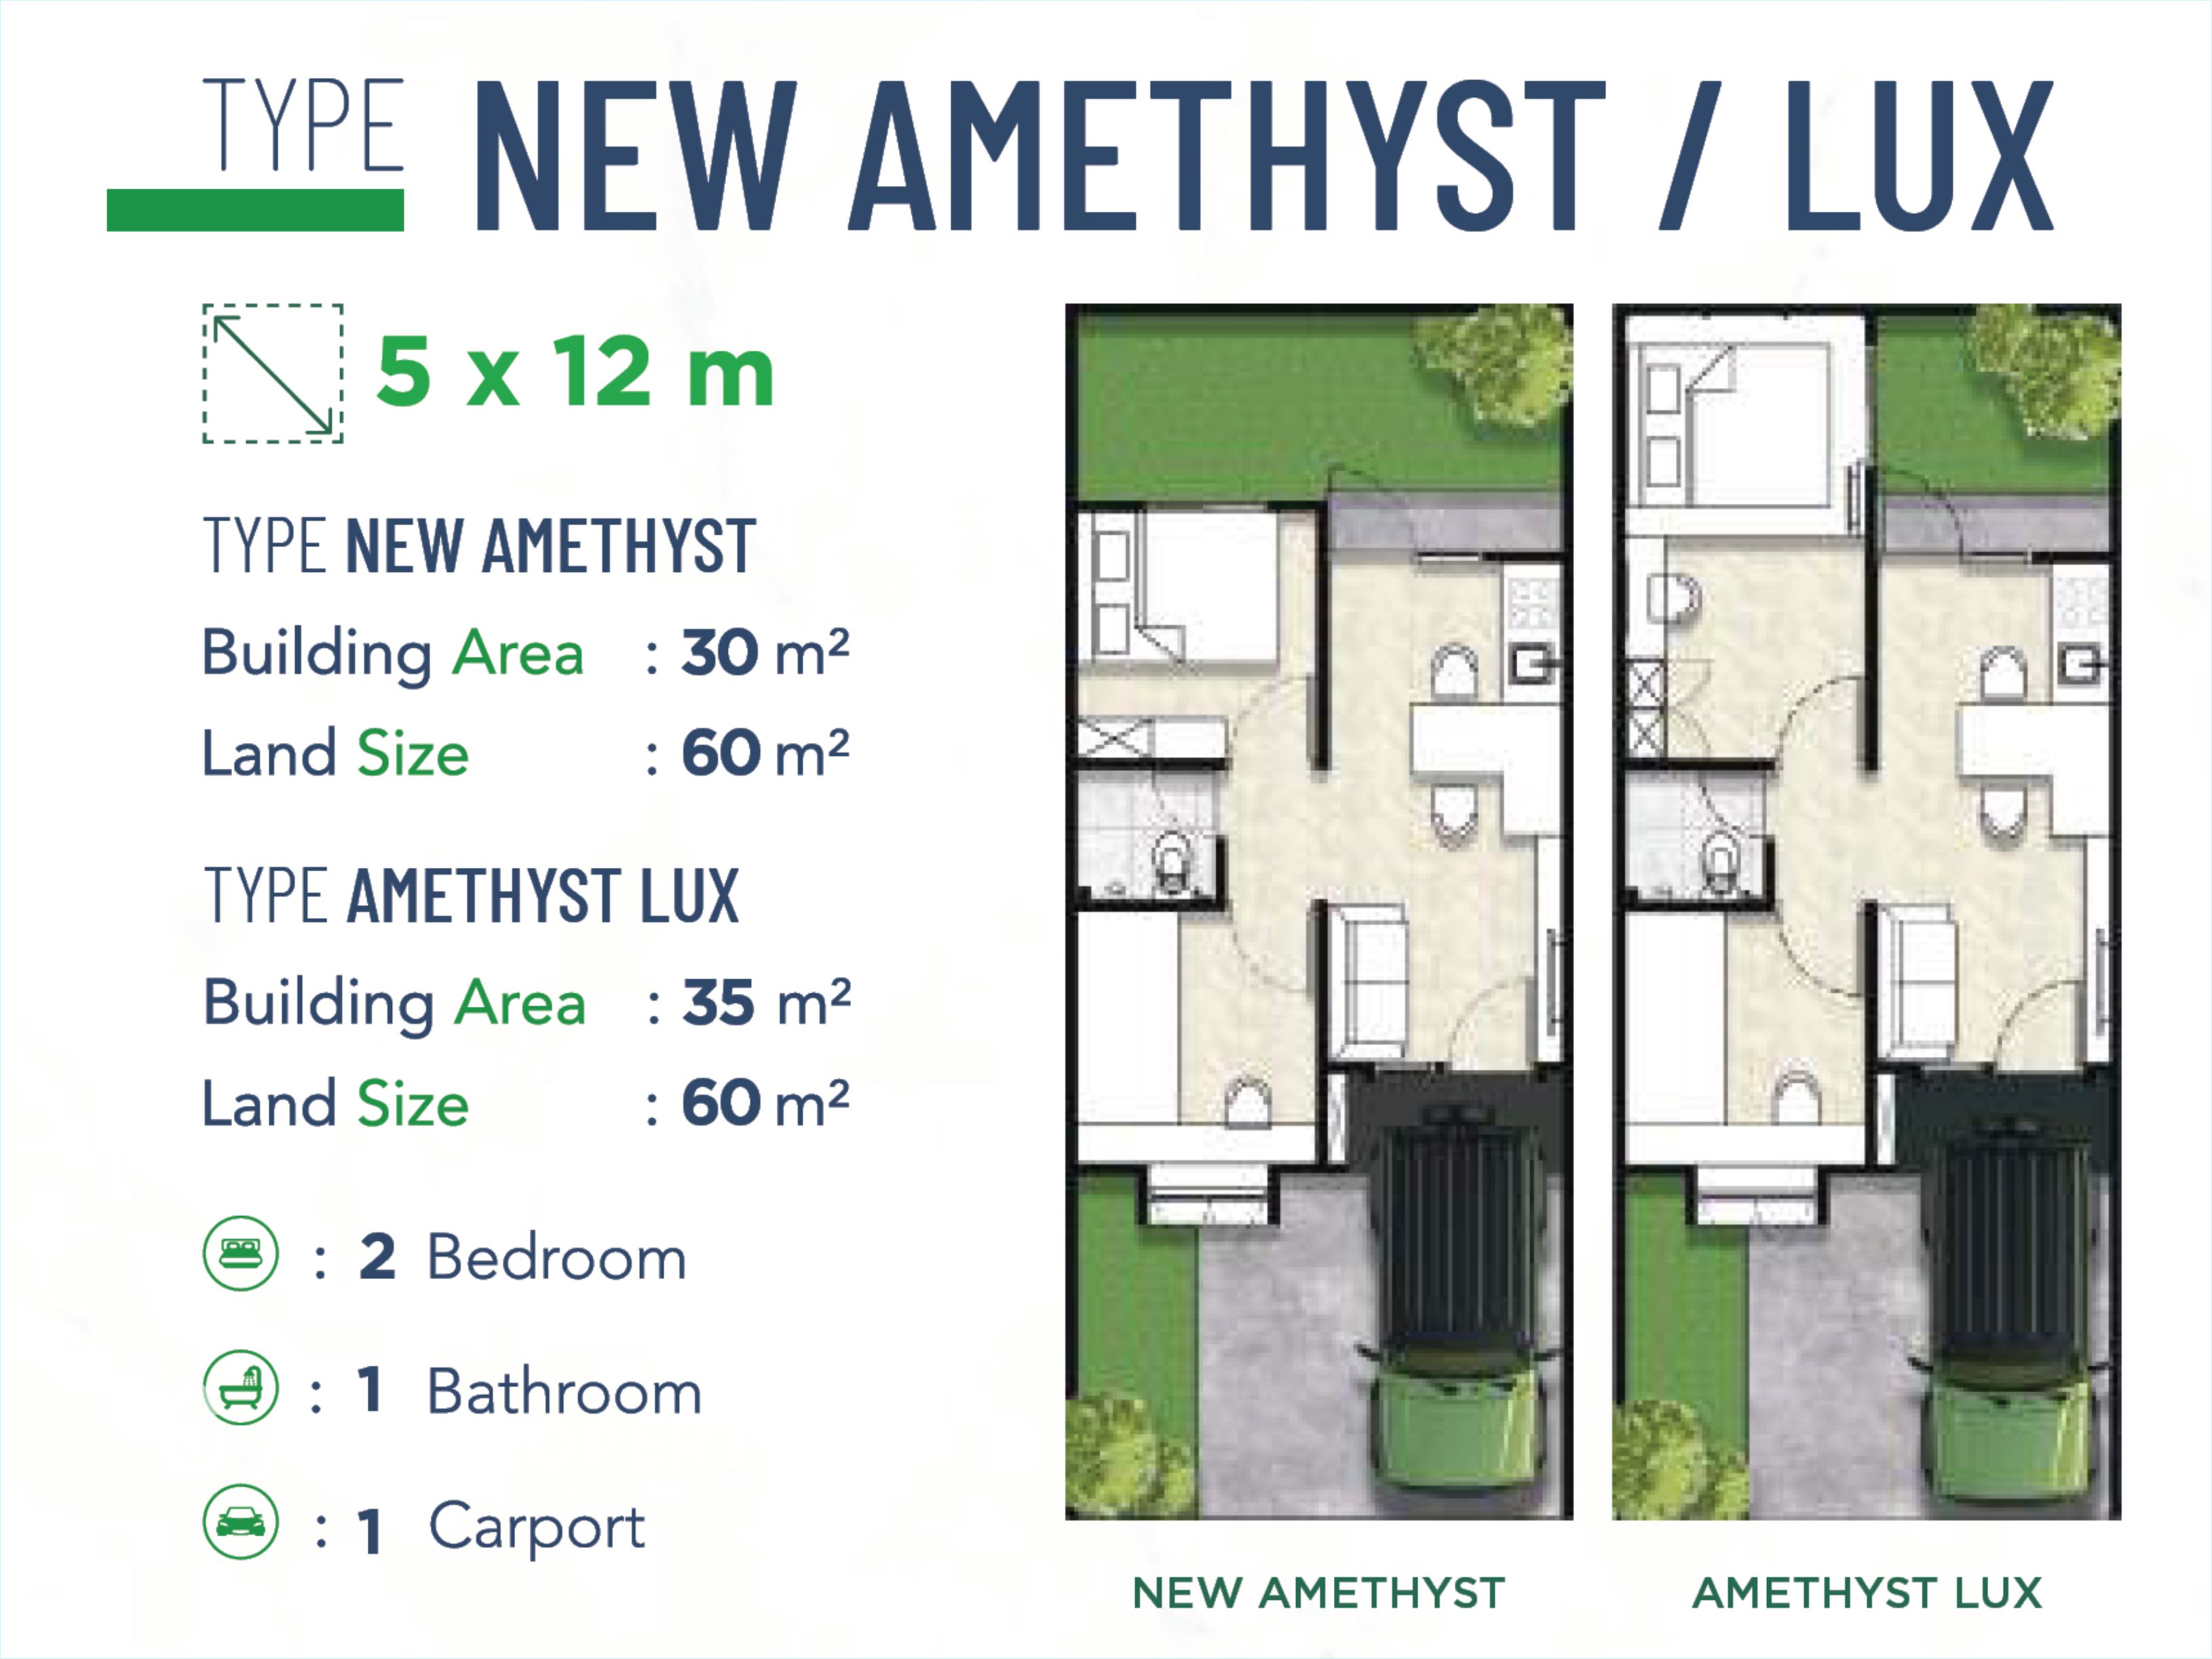 TYPE NEW AMETHYST / LUX
5 x 12 m
TYPE NEW AMETHYST
Building Area : 30 m²
Land Size : 60 m²
TYPE AMETHYST LUX
Building Area : 35 m²
Land Size : 60 m²
: 2 Bedroom
: 1 Bathroom
: 1 Carport
NEW AMETHYST
AMETHYST LUX